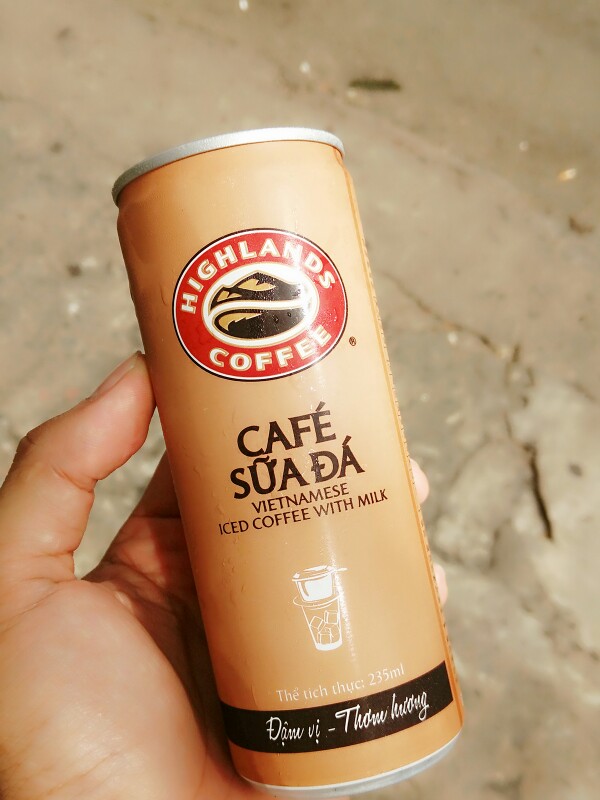 HIGHLANDS
COFFEE
®
CAFÉ
SỮA ĐÁ
VIETNAMESE
ICED COFFEE WITH MILK
Thể tích thực: 235ml
Đậm vị - Thơm hương